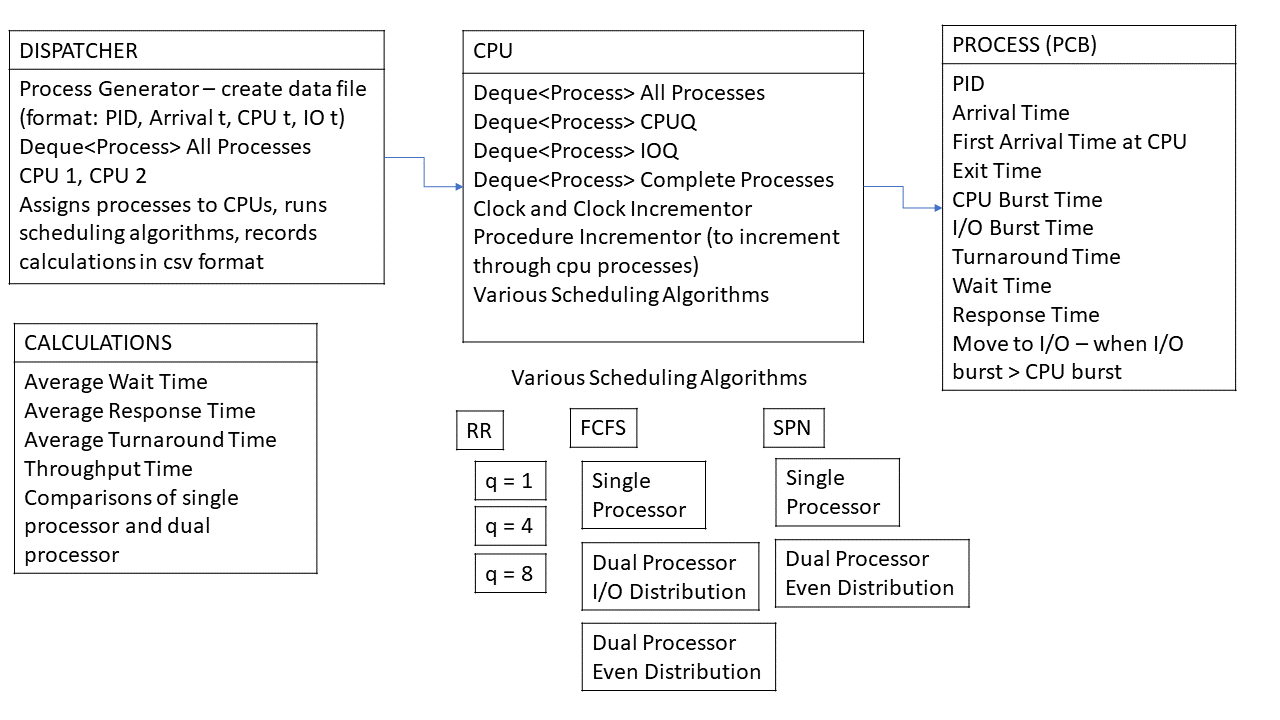 DISPATCHER
Process Generator – create data file
(format: PID, Arrival t, CPU t, IO t)
Deque<Process> All Processes
CPU 1, CPU 2
Assigns processes to CPUs, runs
scheduling algorithms, records
calculations in csv format
CPU
Deque<Process> All Processes
Deque<Process> CPUQ
Deque<Process> IOQ
Deque<Process> Complete Processes
Clock and Clock Incrementor
Procedure Incrementor (to increment
through cpu processes)
Various Scheduling Algorithms
PROCESS (PCB)
PID
Arrival Time
First Arrival Time at CPU
Exit Time
CPU Burst Time
I/O Burst Time
Turnaround Time
Wait Time
Response Time
Move to I/O – when I/O
burst > CPU burst
CALCULATIONS
Average Wait Time
Average Response Time
Average Turnaround Time
Throughput Time
Comparisons of single
processor and dual
processor
Various Scheduling Algorithms
RR
q = 1
q = 4
q = 8
FCFS
Single
Processor
Dual Processor
I/O Distribution
Dual Processor
Even Distribution
SPN
Single
Processor
Dual Processor
Even Distribution